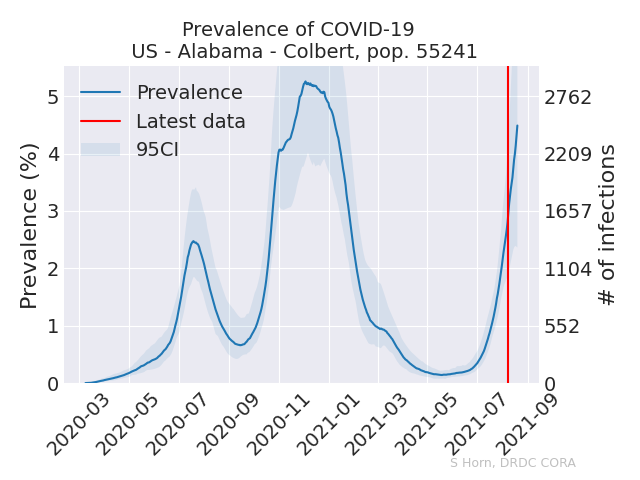 Prevalence of COVID-19
US - Alabama - Colbert, pop. 55241
Prevalence
Latest data
95CI
Prevalence (%)
5
4
3
2
1
0
2762
2209
1657
1104
552
0
# of infections
2020-03
2020-05
2020-07
2020-09
2020-11
2021-01
2021-03
2021-05
2021-07
2021-09
S Horn, DRDC CORA